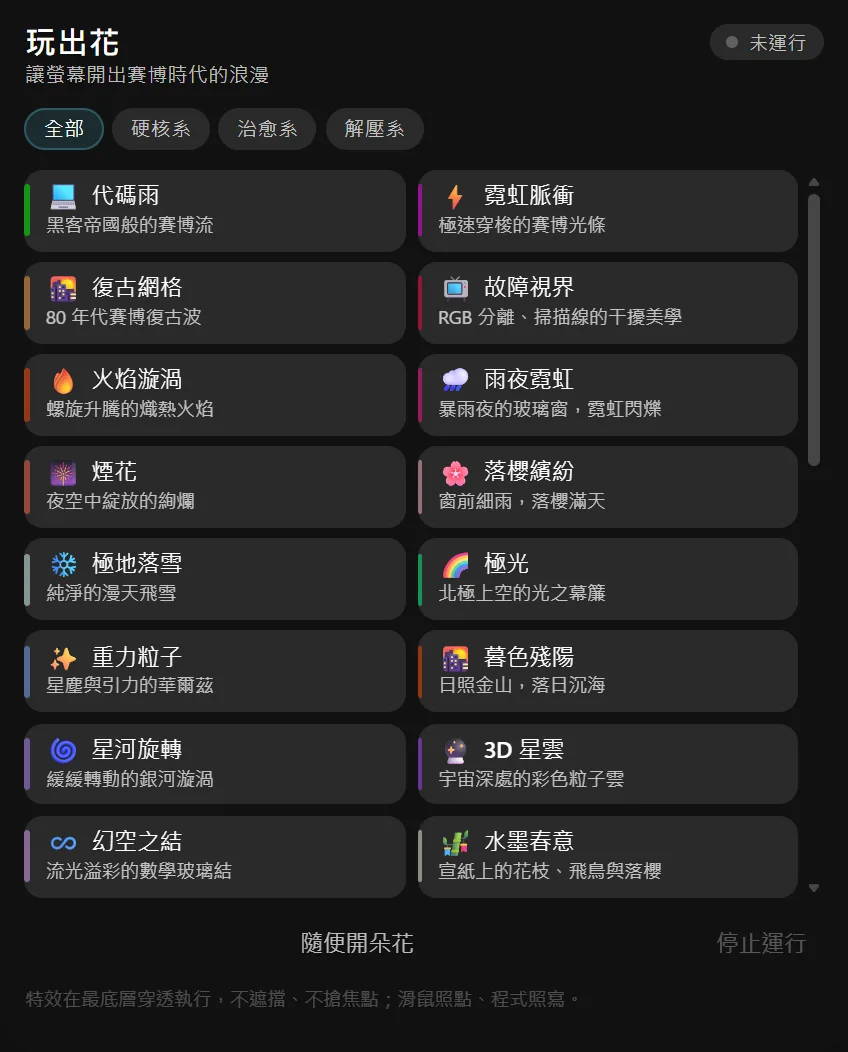 玩出花
未運行
讓螢幕開出賽博時代的浪漫
全部
硬核系
治愈系
解壓系
代碼雨
黑客帝國般的賽博流
霓虹脈衝
極速穿梭的賽博光條
復古網格
80 年代賽博復古波
故障視界
RGB 分離、掃描線的干擾美學
火焰漩渦
螺旋升騰的熾熱火焰
雨夜霓虹
暴雨夜的玻璃窗，霓虹閃爍
煙花
夜空中綻放的絢爛
落櫻繽紛
窗前細雨，落櫻滿天
極地落雪
純淨的漫天飛雪
極光
北極上空的光之幕簾
重力粒子
星塵與引力的華爾茲
暮色殘陽
日照金山，落日沉海
星河旋轉
緩緩轉動的銀河漩渦
3D 星雲
宇宙深處的彩色粒子雲
幻空之結
流光溢彩的數學玻璃結
水墨春意
宣紙上的花枝、飛鳥與落櫻
隨便開朵花
停止運行
特效在最底層穿透執行，不遮擋、不搶焦點；滑鼠照點、程式照寫。